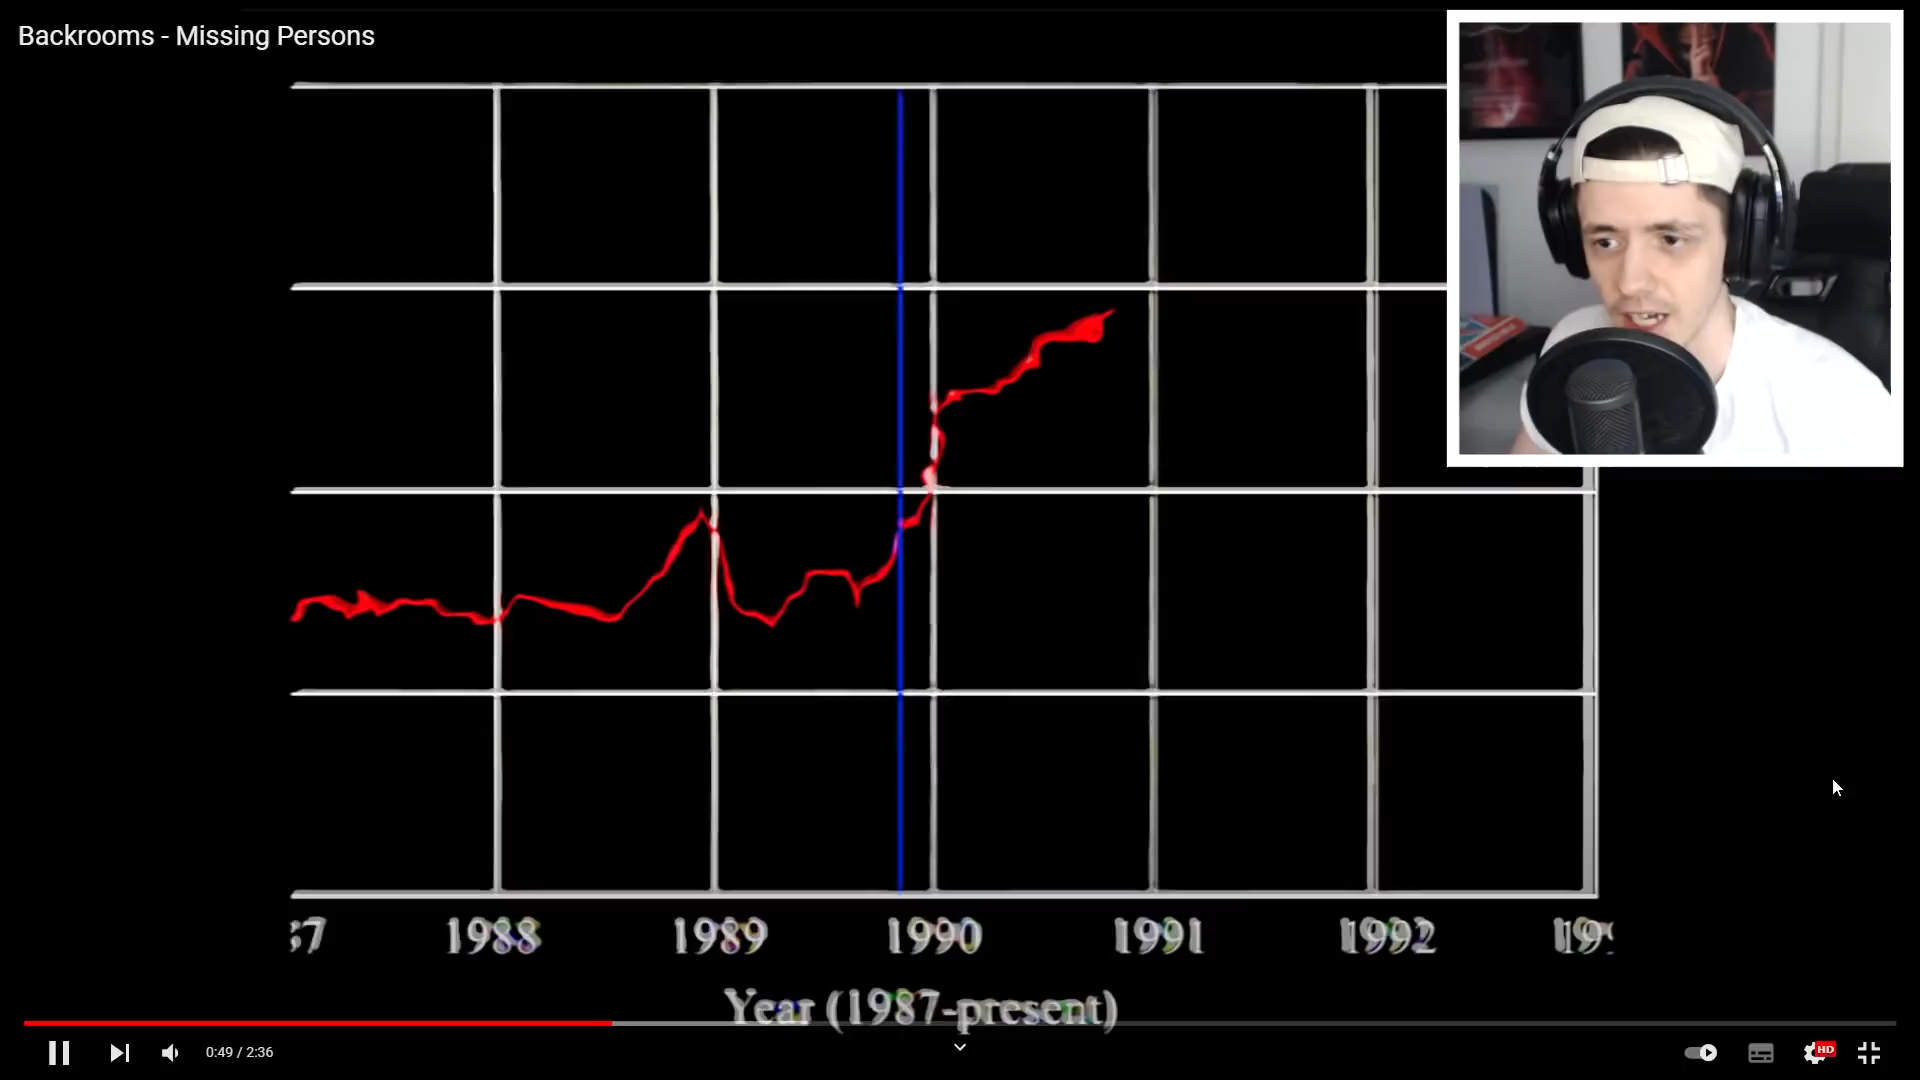 Backrooms - Missing Persons
1988 1989 1990 1991 1992
Year (1987-present)
0:49 / 2:36
HD